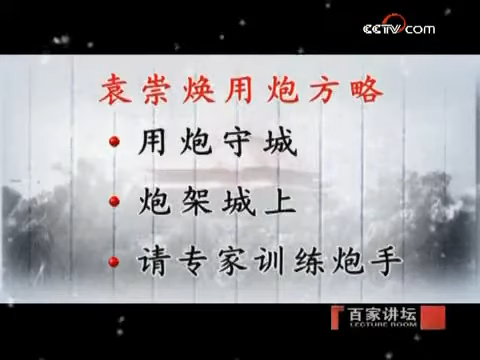 CCTV.com
袁崇焕用炮方略
用炮守城
炮架城上
请专家训练炮手
百家讲坛
LECTURE ROOM